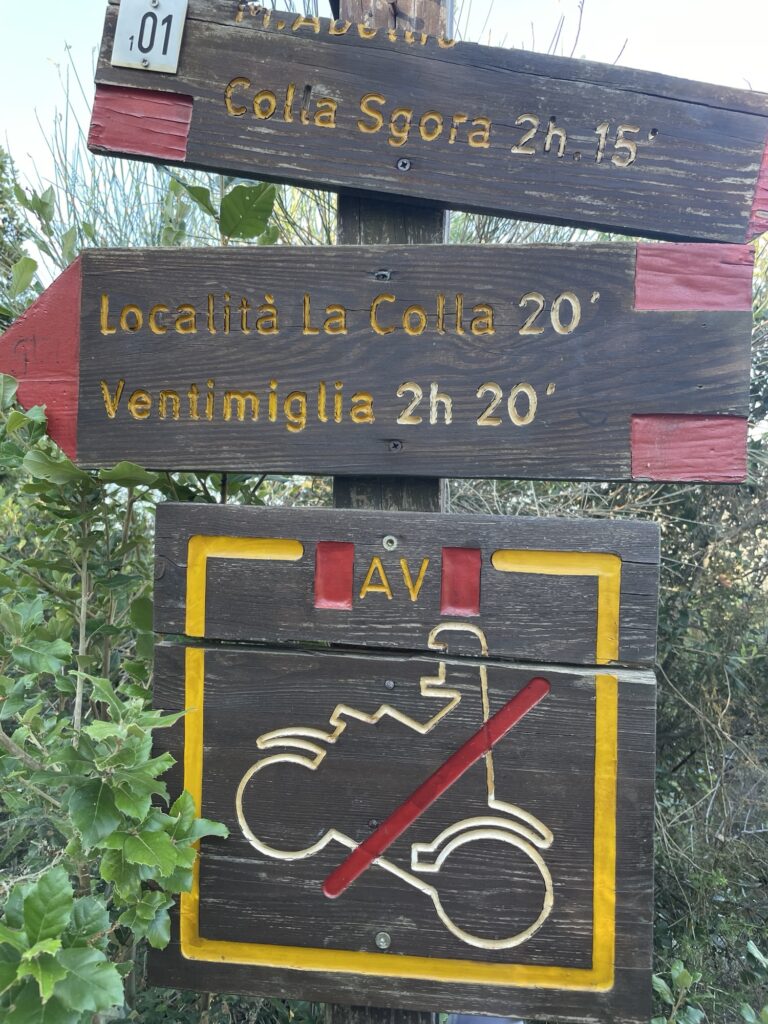 101
Colla Sgora 2h.15'
Località La Colla 20'
Ventimiglia 2h 20'
AV